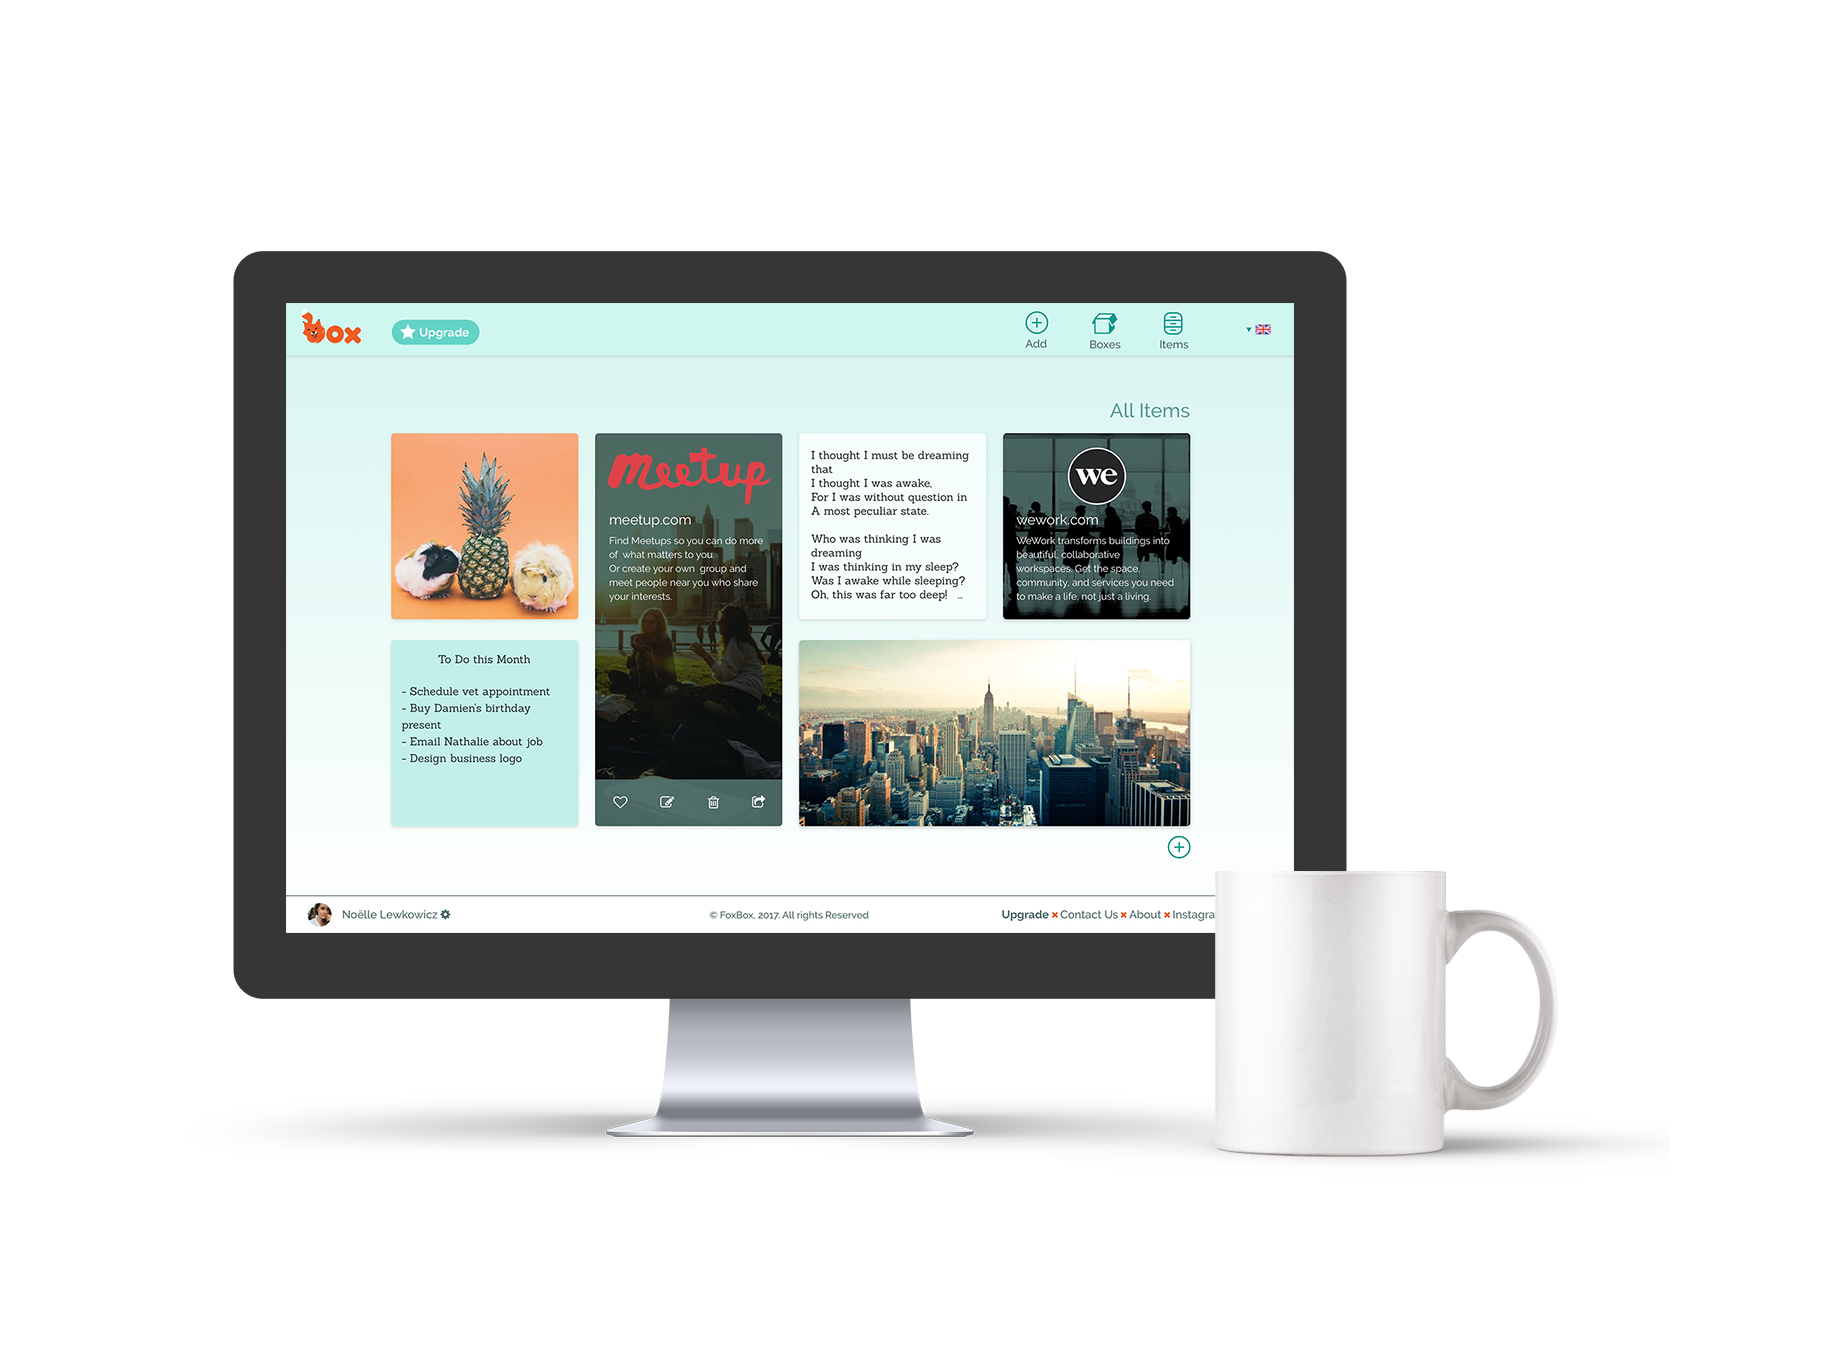 box
Upgrade
Add
Boxes
Items
All Items
meetup
meetup.com
Find Meetups so you can do more
of what matters to you.
Or create your own group and
meet people near you who share
your interests.
I thought I must be dreaming
that
I thought I was awake,
For I was without question in
A most peculiar state.
Who was thinking I was
dreaming
I was thinking in my sleep?
Was I awake while sleeping?
Oh, this was far too deep! ...
we
wework.com
WeWork transforms buildings into
beautiful, collaborative
workspaces. Get the space,
community, and services you need
to make a life, not just a living.
To Do this Month
- Schedule vet appointment
- Buy Damien's birthday
present
- Email Nathalie about job
- Design business logo
Noëlle Lewkowicz
© FoxBox, 2017. All rights Reserved
Upgrade × Contact Us × About × Instagra